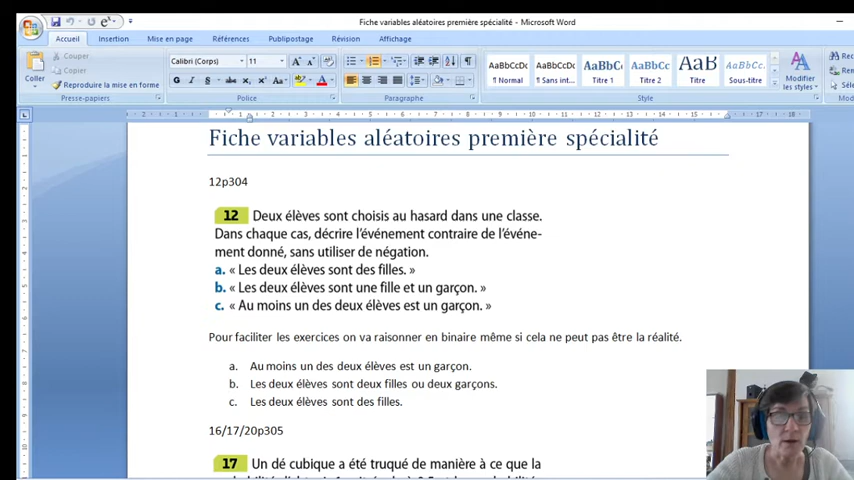 Fiche variables aléatoires première spécialité - Microsoft Word
Accueil Insertion Mise en page Références Publipostage Révision Affichage
Couper
Copier
Coller
Reproduire la mise en forme
Presse-papiers
Calibri (Corps) 11
Police
Paragraphe
AaBbCcDc AaBbCcDc AaBbCc AaBbCc AaB AaBbCc
¶ Normal ¶ Sans int... Titre 1 Titre 2 Titre Sous-titre
Modifier
les styles
Style
Fiche variables aléatoires première spécialité
12p304
12 Deux élèves sont choisis au hasard dans une classe.
Dans chaque cas, décrire l’événement contraire de l’événe-
ment donné, sans utiliser de négation.
a. « Les deux élèves sont des filles. »
b. « Les deux élèves sont une fille et un garçon. »
c. « Au moins un des deux élèves est un garçon. »
Pour faciliter les exercices on va raisonner en binaire même si cela ne peut pas être la réalité.
a. Au moins un des deux élèves est un garçon.
b. Les deux élèves sont deux filles ou deux garçons.
c. Les deux élèves sont des filles.
16/17/20p305
17 Un dé cubique a été truqué de manière à ce que la